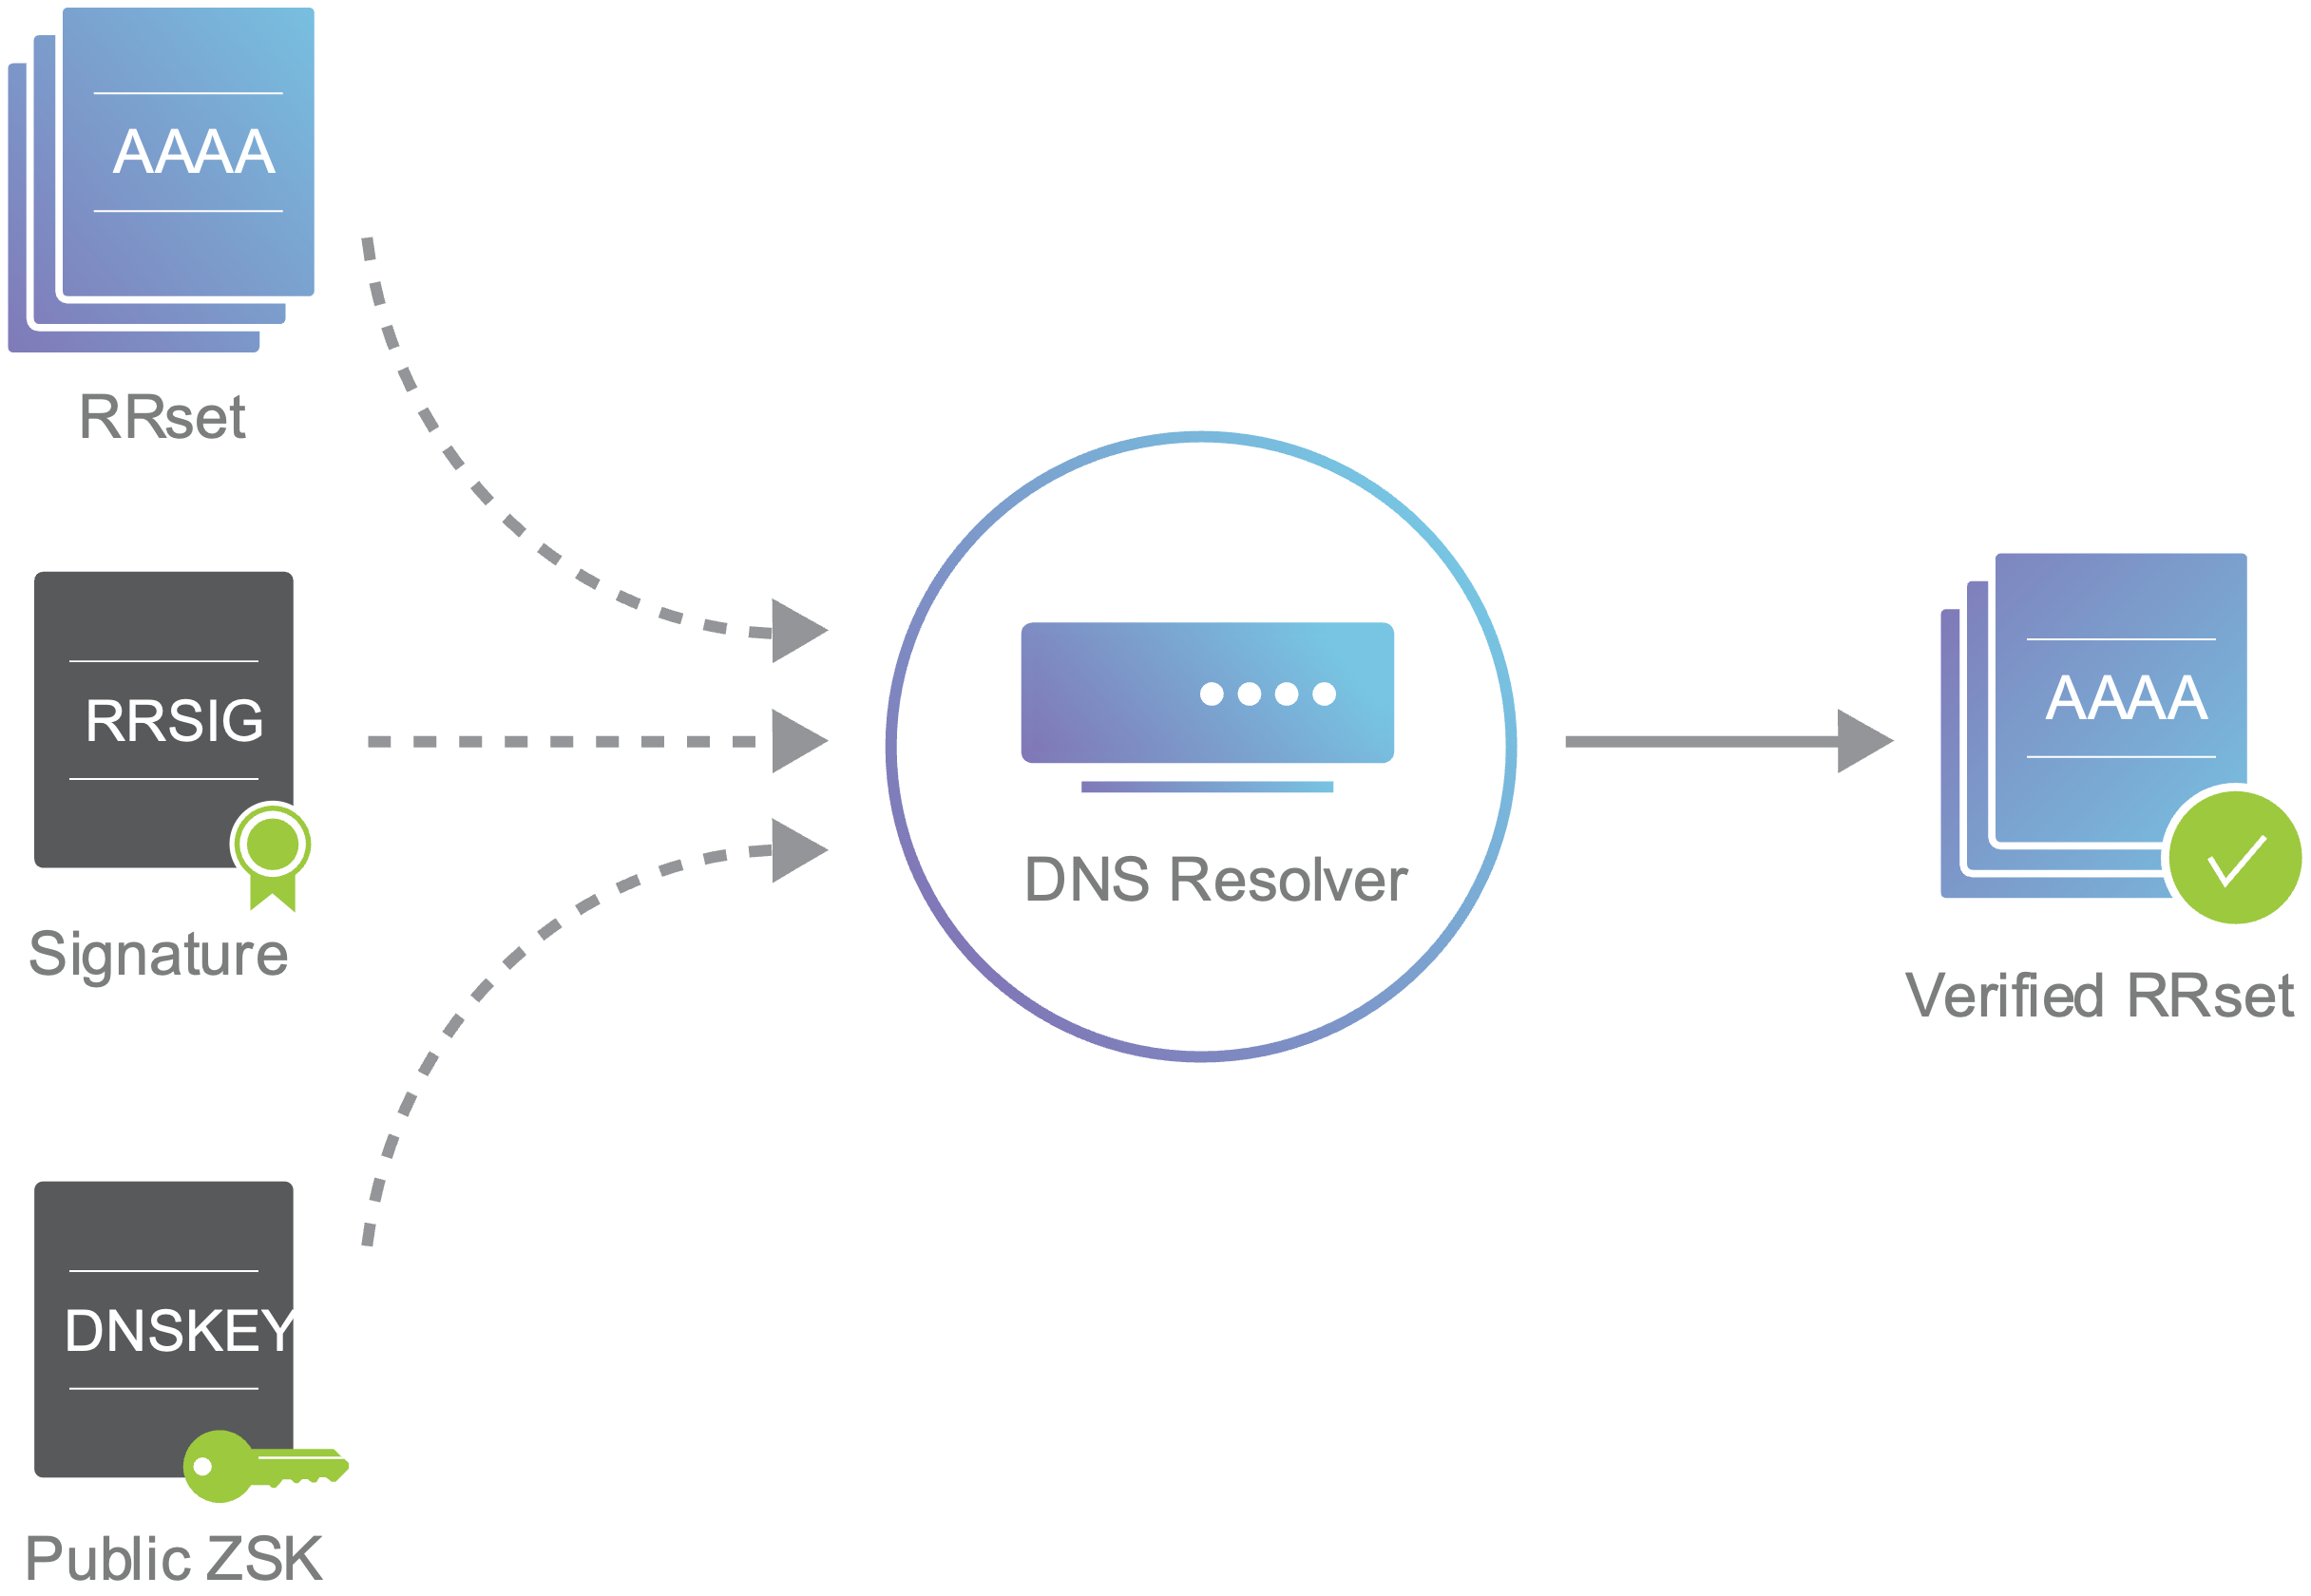 AAAA
RRset
RRSIG
Signature
DNSKEY
Public ZSK
DNS Resolver
AAAA
Verified RRset